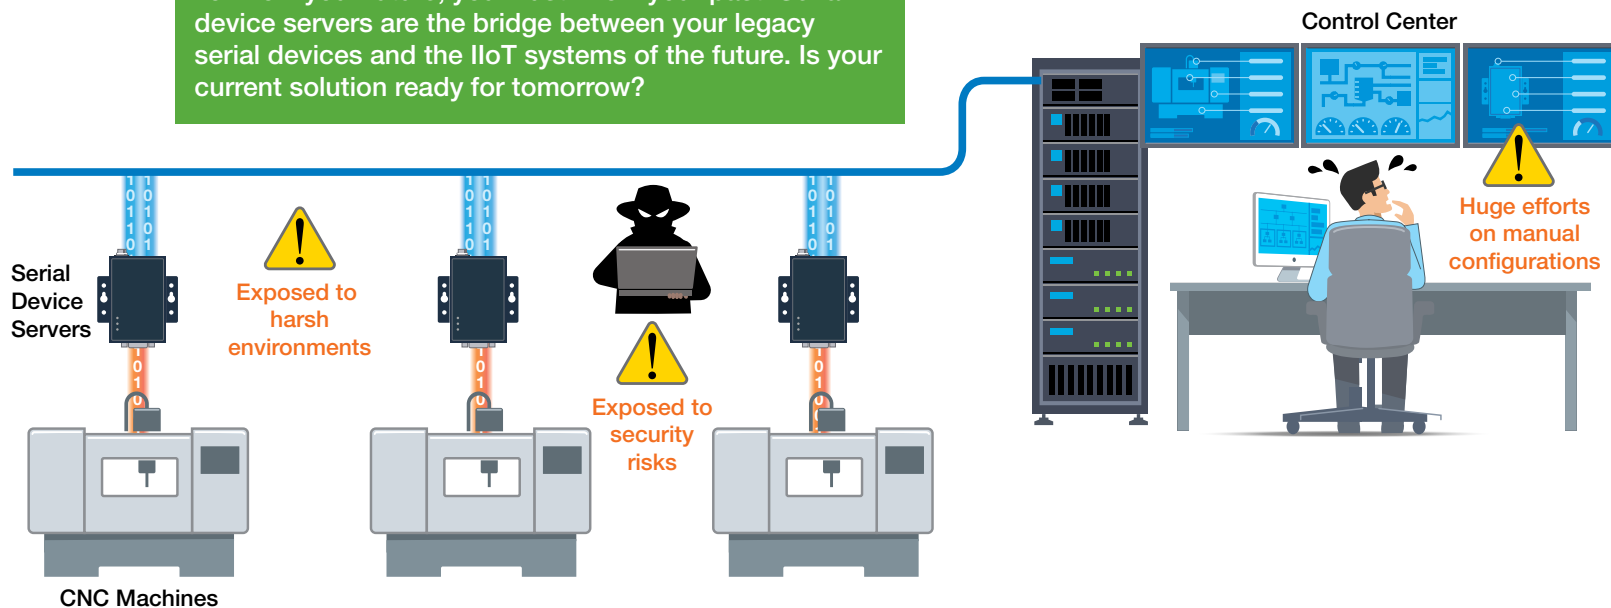 device servers are the bridge between your legacy
serial devices and the IIoT systems of the future. Is your
current solution ready for tomorrow?
Control Center
Serial
Device
Servers
Exposed to
harsh
environments
Exposed to
security
risks
Huge efforts
on manual
configurations
CNC Machines